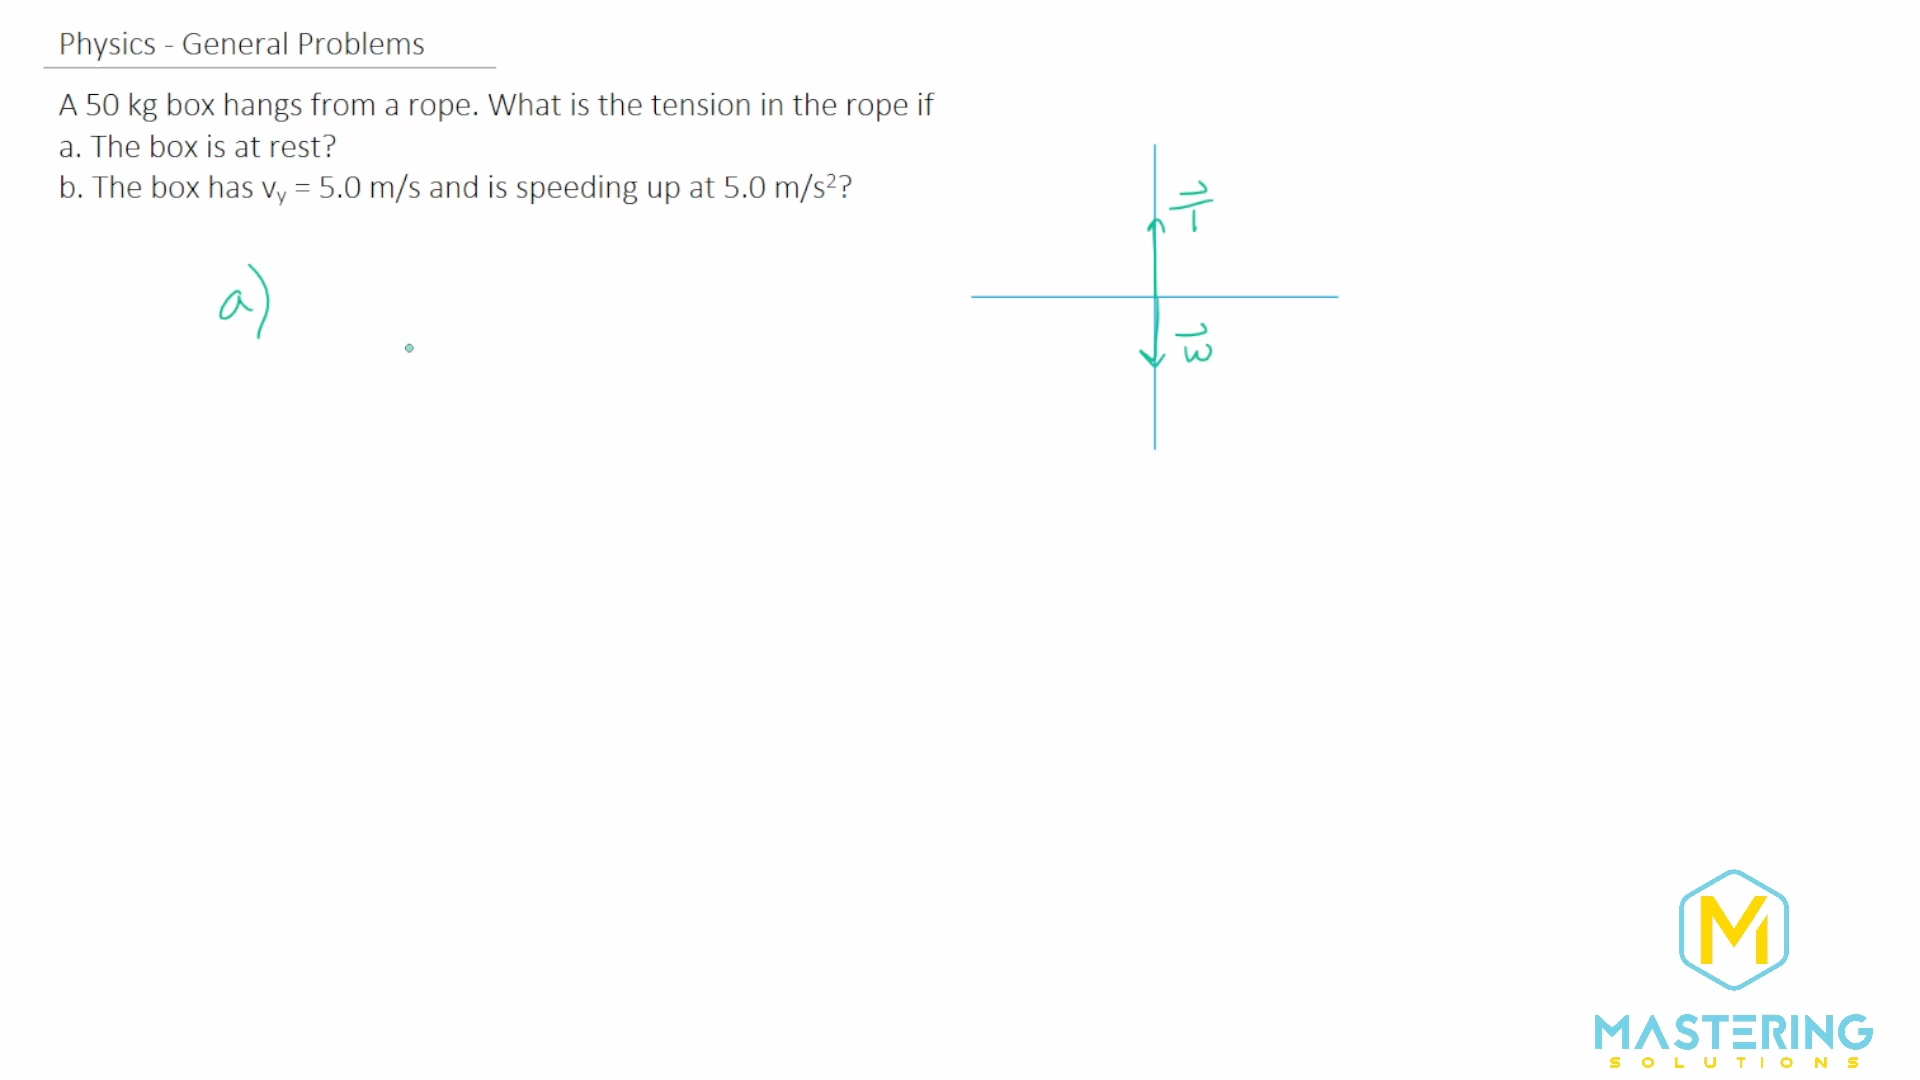 Physics - General Problems
A 50 kg box hangs from a rope. What is the tension in the rope if
a. The box is at rest?
b. The box has vy = 5.0 m/s and is speeding up at 5.0 m/s²?
T
a)
w
M
MASTERING
SOLUTIONS